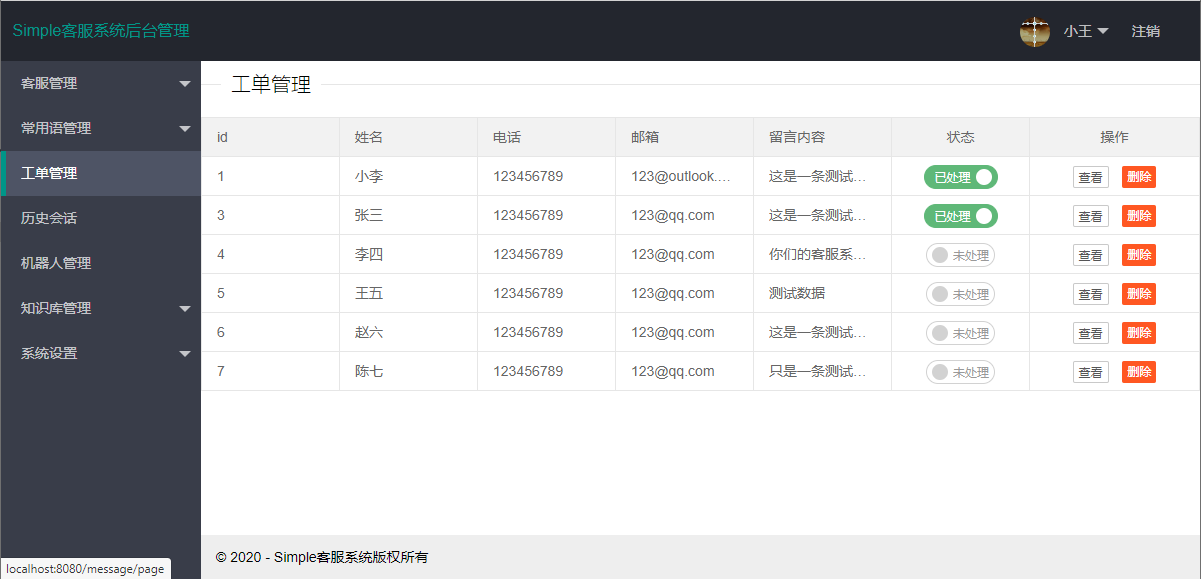 Simple客服系统后台管理 小王 注销
客服管理
常用语管理
工单管理
历史会话
机器人管理
知识库管理
系统设置
工单管理
id 姓名 电话 邮箱 留言内容 状态 操作
1 小李 123456789 123@outlook.… 这是一条测试… 已处理 查看 删除
3 张三 123456789 123@qq.com 这是一条测试… 已处理 查看 删除
4 李四 123456789 123@qq.com 你们的客服系… 未处理 查看 删除
5 王五 123456789 123@qq.com 测试数据 未处理 查看 删除
6 赵六 123456789 123@qq.com 这是一条测试… 未处理 查看 删除
7 陈七 123456789 123@qq.com 只是一条测试… 未处理 查看 删除
© 2020 - Simple客服系统版权所有
localhost:8080/message/page